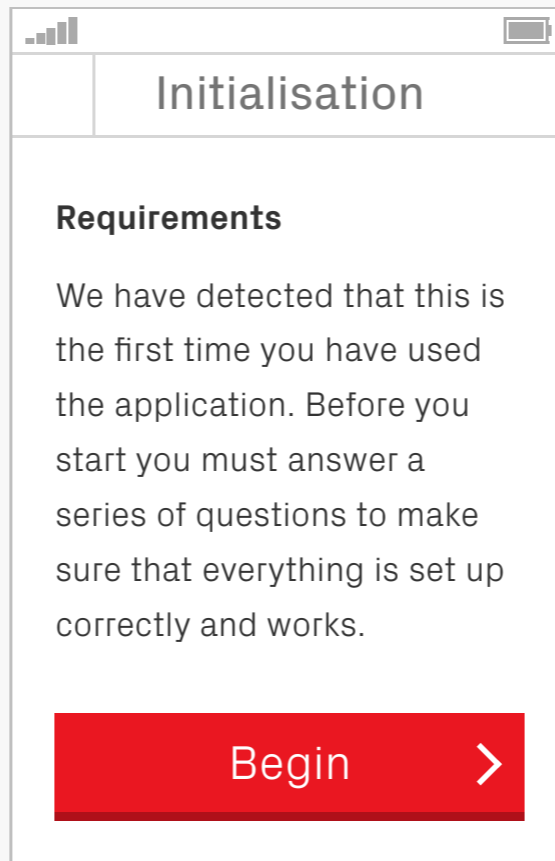 Initialisation
Requirements
We have detected that this is
the first time you have used
the application. Before you
start you must answer a
series of questions to make
sure that everything is set up
correctly and works.
Begin